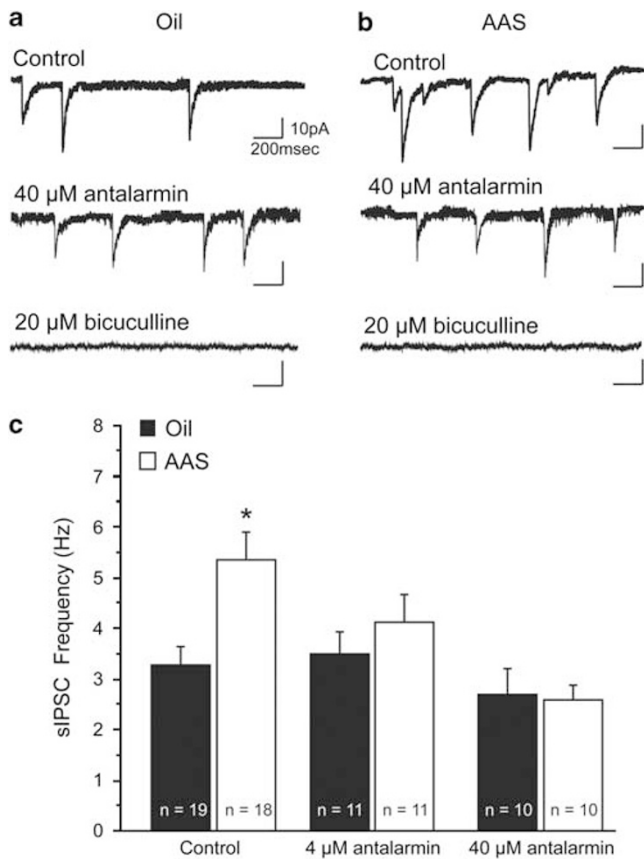 a Oil
Control
10pA
200msec
40 µM antalarmin
20 µM bicuculline
b AAS
Control
40 µM antalarmin
20 µM bicuculline
c
Oil
AAS
sIPSC Frequency (Hz)
8
7
6
5
4
3
2
1
0
*
n = 19 n = 18 n = 11 n = 11 n = 10 n = 10
Control 4 µM antalarmin 40 µM antalarmin